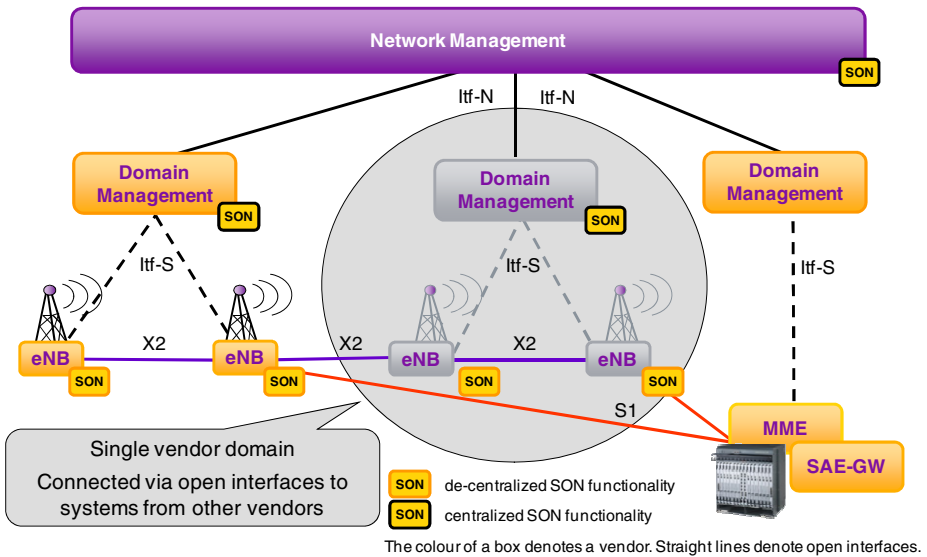 Network Management
SON
Itf-N
Itf-N
Domain
Management
SON
Domain
Management
SON
Domain
Management
Itf-S
Itf-S
Itf-S
X2
X2
X2
eNB
eNB
eNB
eNB
SON
SON
SON
SON
S1
MME
SAE-GW
Single vendor domain
Connected via open interfaces to
systems from other vendors
SON de-centralized SON functionality
SON centralized SON functionality
The colour of a box denotes a vendor. Straight lines denote open interfaces.